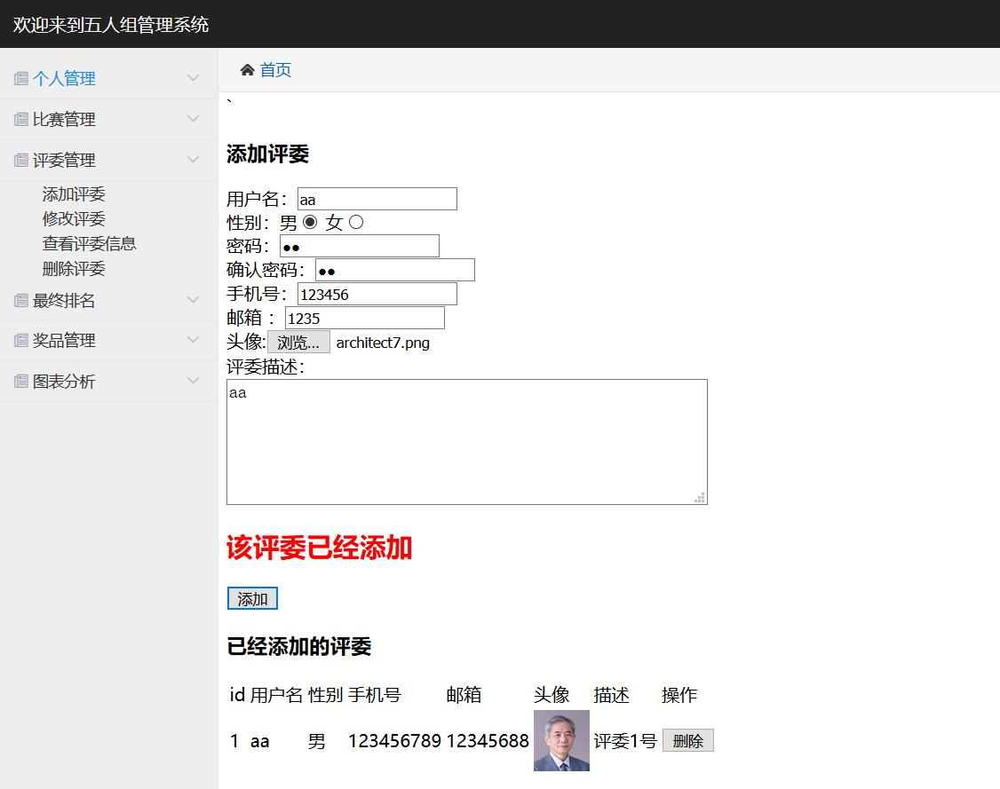 欢迎来到五人组管理系统
个人管理
比赛管理
评委管理
添加评委
修改评委
查看评委信息
删除评委
最终排名
奖品管理
图表分析
首页
`
添加评委
用户名：aa
性别：男 女
密码：●●
确认密码：●●
手机号：123456
邮箱 ：1235
头像:浏览... architect7.png
评委描述：
aa
该评委已经添加
添加
已经添加的评委
id 用户名 性别 手机号 邮箱 头像 描述 操作
1 aa 男 123456789 12345688 评委1号 删除